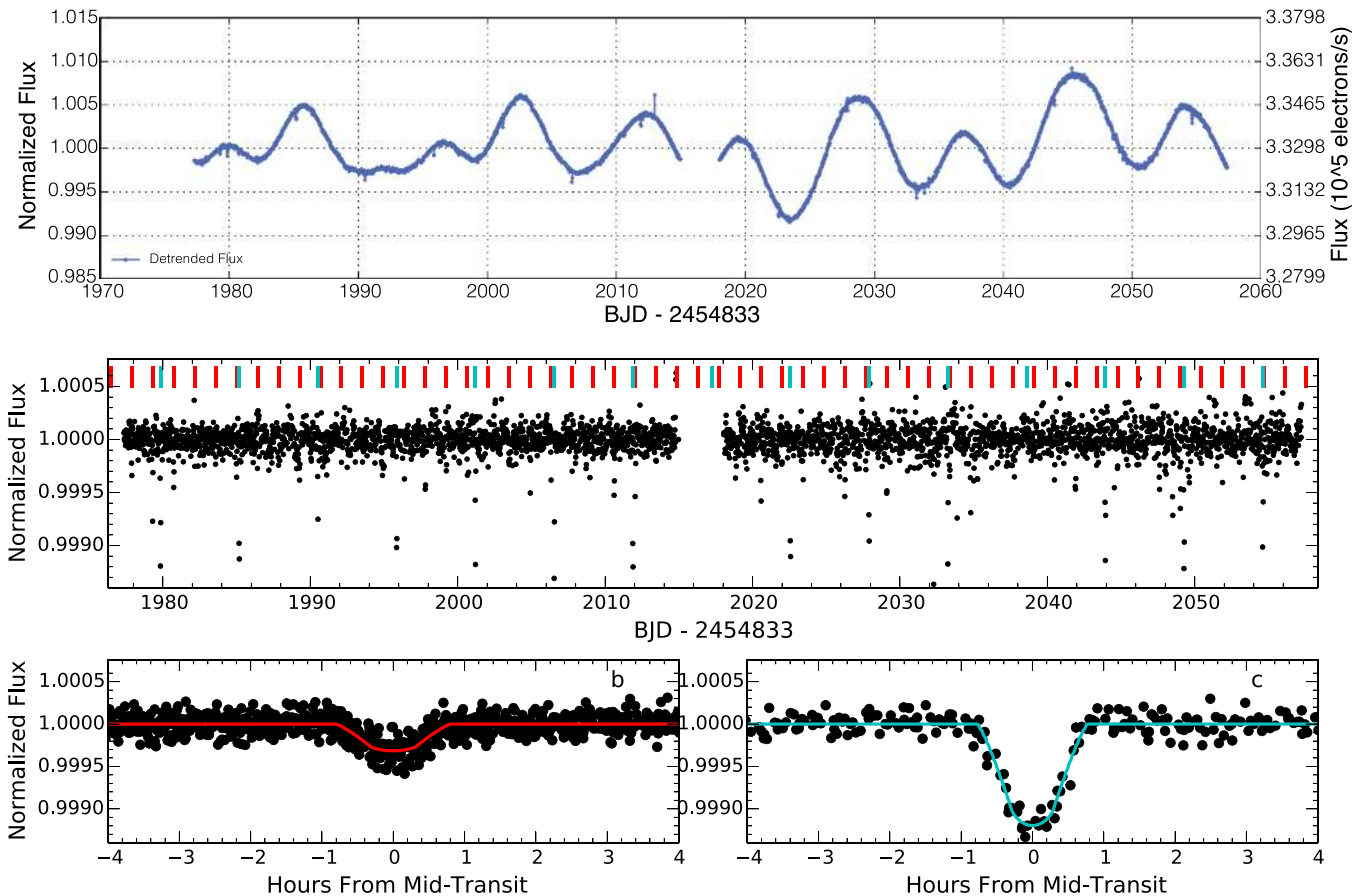 1.015
1.010
1.005
1.000
0.995
0.990
0.985
Normalized Flux
3.3798
3.3631
3.3465
3.3298
3.3132
3.2965
3.2799
Flux (10^5 electrons/s)
Detrended Flux
1970 1980 1990 2000 2010 2020 2030 2040 2050 2060
BJD - 2454833
1.0005
1.0000
0.9995
0.9990
Normalized Flux
1980 1990 2000 2010 2020 2030 2040 2050
BJD - 2454833
1.0005
1.0000
0.9995
0.9990
Normalized Flux
b
−4 −3 −2 −1 0 1 2 3 4
Hours From Mid-Transit
1.0005
1.0000
0.9995
0.9990
c
−4 −3 −2 −1 0 1 2 3 4
Hours From Mid-Transit